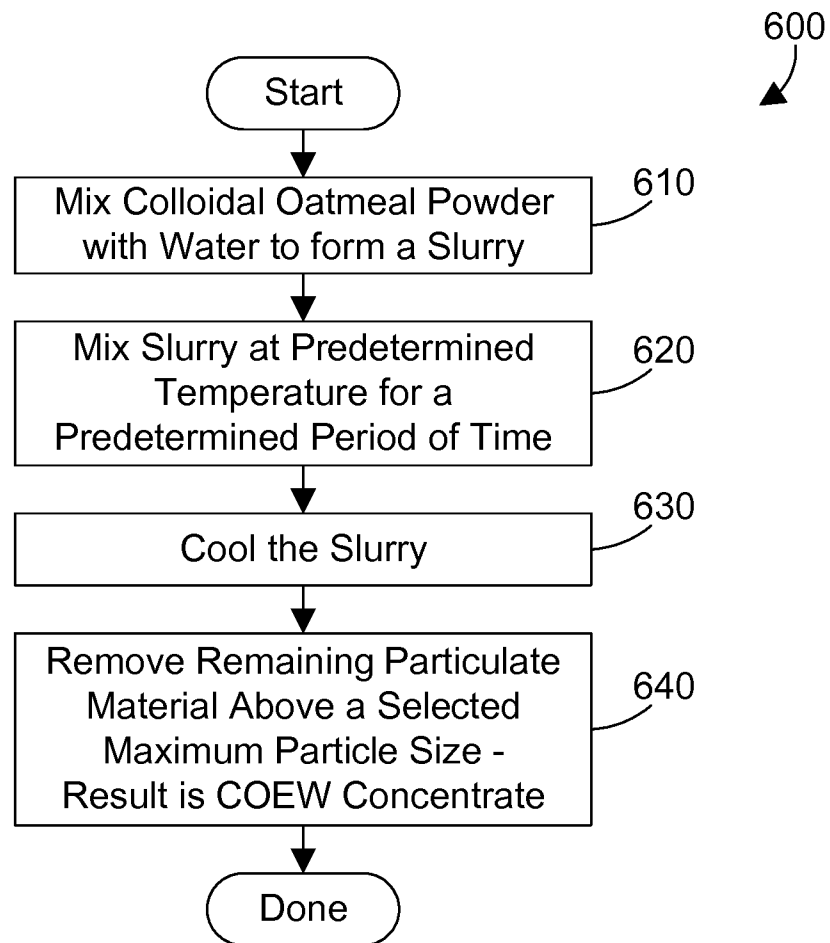 600
Start
Mix Colloidal Oatmeal Powder
with Water to form a Slurry
610
Mix Slurry at Predetermined
Temperature for a
Predetermined Period of Time
620
Cool the Slurry
630
Remove Remaining Particulate
Material Above a Selected
Maximum Particle Size -
Result is COEW Concentrate
640
Done